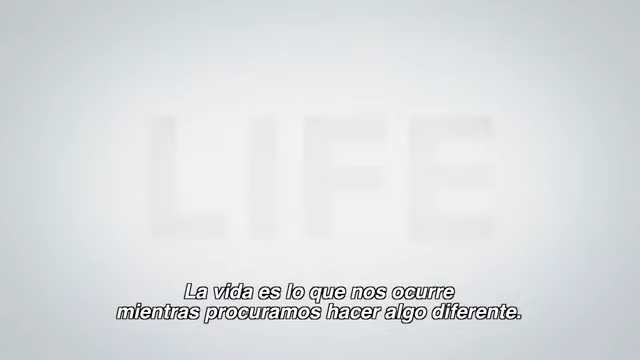 LIFE
La vida es lo que nos ocurre
mientras procuramos hacer algo diferente.